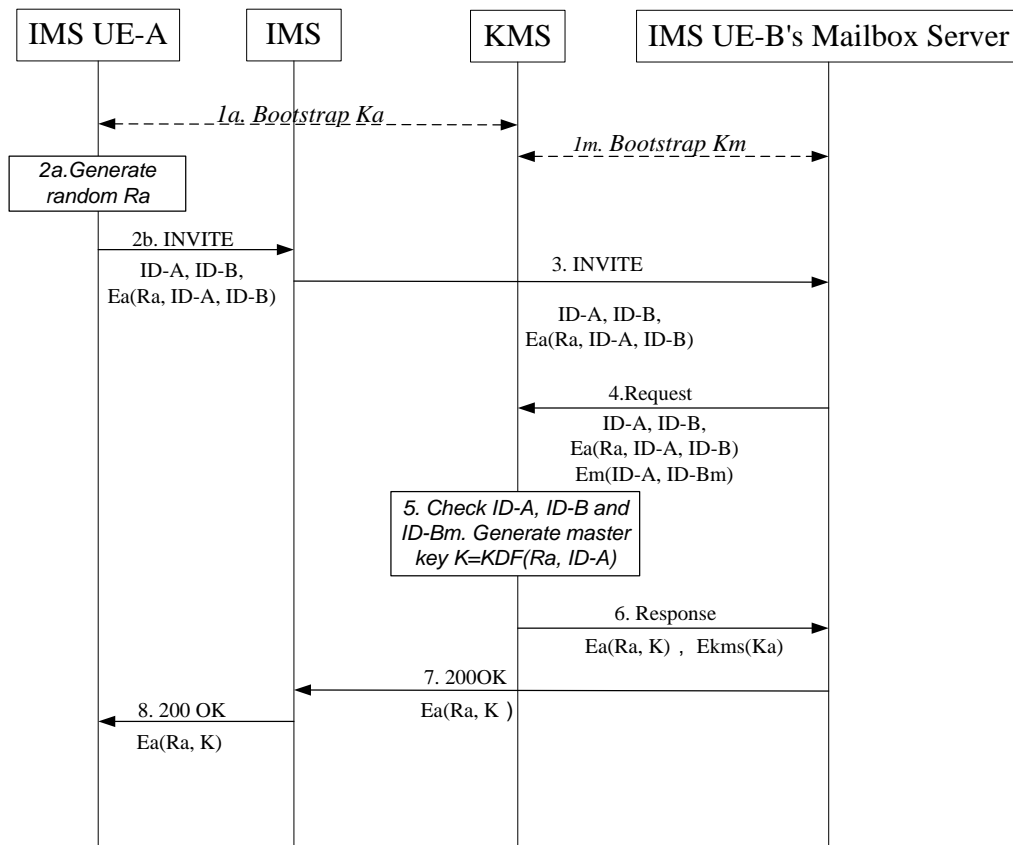 IMS UE-A
IMS
KMS
IMS UE-B's Mailbox Server
1a. Bootstrap Ka
1m. Bootstrap Km
2a.Generate
random Ra
2b. INVITE
ID-A, ID-B,
Ea(Ra, ID-A, ID-B)
3. INVITE
ID-A, ID-B,
Ea(Ra, ID-A, ID-B)
4.Request
ID-A, ID-B,
Ea(Ra, ID-A, ID-B)
Em(ID-A, ID-Bm)
5. Check ID-A, ID-B and
ID-Bm. Generate master
key K=KDF(Ra, ID-A)
6. Response
Ea(Ra, K) , Ekms(Ka)
7. 200OK
Ea(Ra, K )
8. 200 OK
Ea(Ra, K)